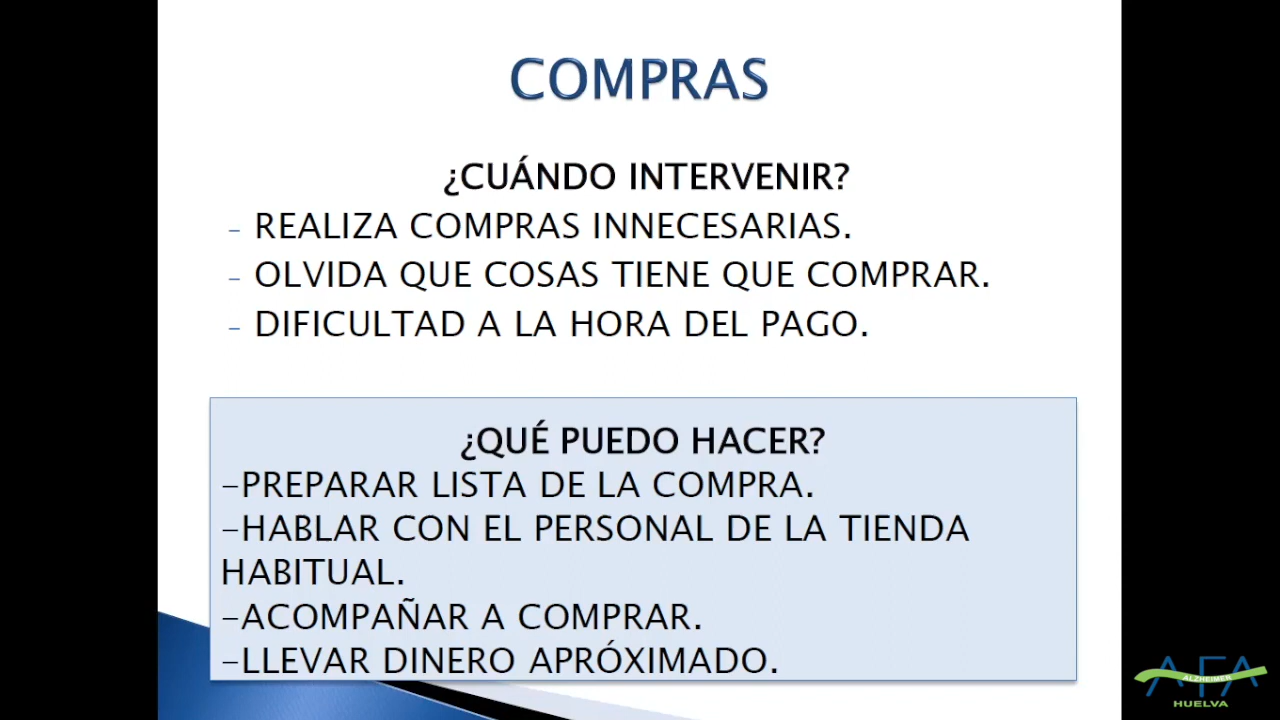 COMPRAS
¿CUÁNDO INTERVENIR?
- REALIZA COMPRAS INNECESARIAS.
- OLVIDA QUE COSAS TIENE QUE COMPRAR.
- DIFICULTAD A LA HORA DEL PAGO.
¿QUÉ PUEDO HACER?
-PREPARAR LISTA DE LA COMPRA.
-HABLAR CON EL PERSONAL DE LA TIENDA
HABITUAL.
-ACOMPAÑAR A COMPRAR.
-LLEVAR DINERO APRÓXIMADO.
AFA
ALZHEIMER
HUELVA